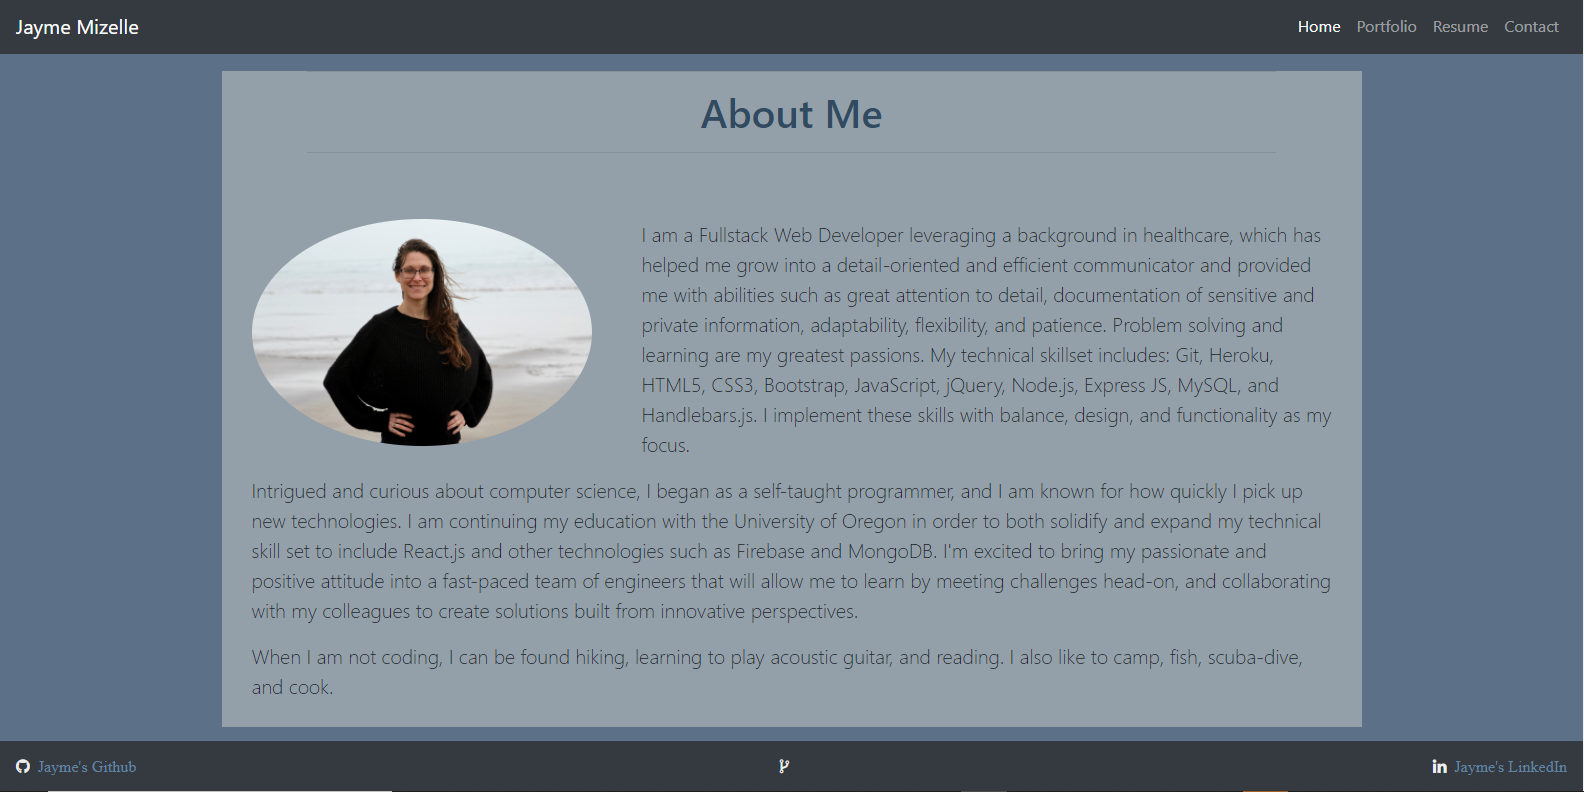 Jayme Mizelle
Home Portfolio Resume Contact
About Me
I am a Fullstack Web Developer leveraging a background in healthcare, which has
helped me grow into a detail-oriented and efficient communicator and provided
me with abilities such as great attention to detail, documentation of sensitive and
private information, adaptability, flexibility, and patience. Problem solving and
learning are my greatest passions. My technical skillset includes: Git, Heroku,
HTML5, CSS3, Bootstrap, JavaScript, jQuery, Node.js, Express JS, MySQL, and
Handlebars.js. I implement these skills with balance, design, and functionality as my
focus.
Intrigued and curious about computer science, I began as a self-taught programmer, and I am known for how quickly I pick up
new technologies. I am continuing my education with the University of Oregon in order to both solidify and expand my technical
skill set to include React.js and other technologies such as Firebase and MongoDB. I'm excited to bring my passionate and
positive attitude into a fast-paced team of engineers that will allow me to learn by meeting challenges head-on, and collaborating
with my colleagues to create solutions built from innovative perspectives.
When I am not coding, I can be found hiking, learning to play acoustic guitar, and reading. I also like to camp, fish, scuba-dive,
and cook.
Jayme's Github
in Jayme's LinkedIn